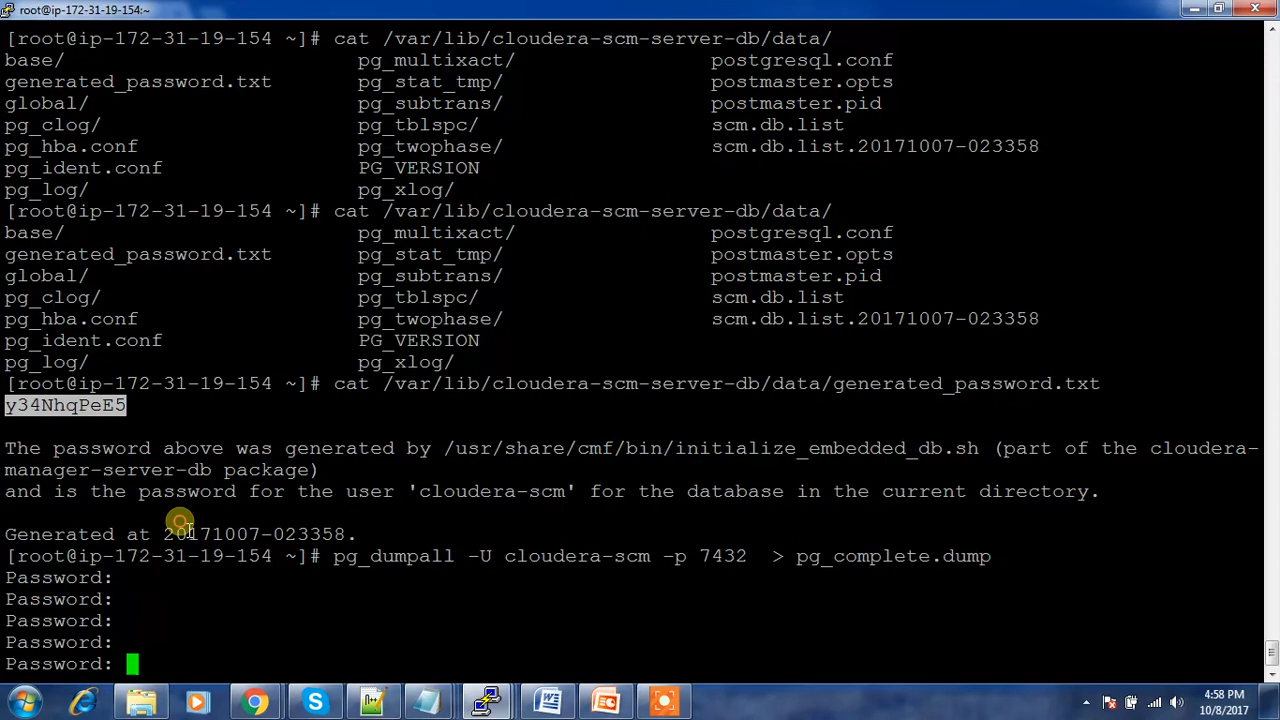 root@ip-172-31-19-154:~
[root@ip-172-31-19-154 ~]# cat /var/lib/cloudera-scm-server-db/data/
base/ pg_multixact/ postgresql.conf
generated_password.txt pg_stat_tmp/ postmaster.opts
global/ pg_subtrans/ postmaster.pid
pg_clog/ pg_tblspc/ scm.db.list
pg_hba.conf pg_twophase/ scm.db.list.20171007-023358
pg_ident.conf PG_VERSION
pg_log/ pg_xlog/
[root@ip-172-31-19-154 ~]# cat /var/lib/cloudera-scm-server-db/data/
base/ pg_multixact/ postgresql.conf
generated_password.txt pg_stat_tmp/ postmaster.opts
global/ pg_subtrans/ postmaster.pid
pg_clog/ pg_tblspc/ scm.db.list
pg_hba.conf pg_twophase/ scm.db.list.20171007-023358
pg_ident.conf PG_VERSION
pg_log/ pg_xlog/
[root@ip-172-31-19-154 ~]# cat /var/lib/cloudera-scm-server-db/data/generated_password.txt
y34NhqPeE5
The password above was generated by /usr/share/cmf/bin/initialize_embedded_db.sh (part of the cloudera-
manager-server-db package)
and is the password for the user 'cloudera-scm' for the database in the current directory.
Generated at 20171007-023358.
[root@ip-172-31-19-154 ~]# pg_dumpall -U cloudera-scm -p 7432 > pg_complete.dump
Password:
Password:
Password:
Password:
Password:
4:58 PM
10/8/2017